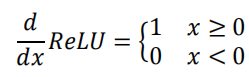 d/dx ReLU = {1 x ≥ 0
0 x < 0